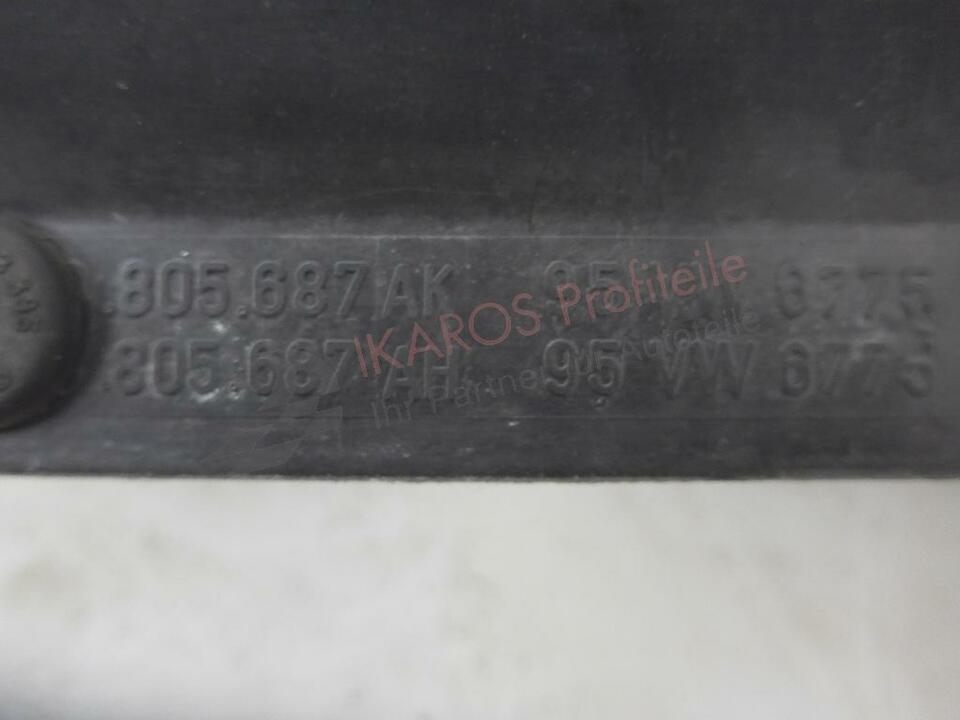 .805.687 AK 95 6775
.805.687 AH 95 VW.6775
IKAROS Profiteile
Ihr Partner für Autoteile